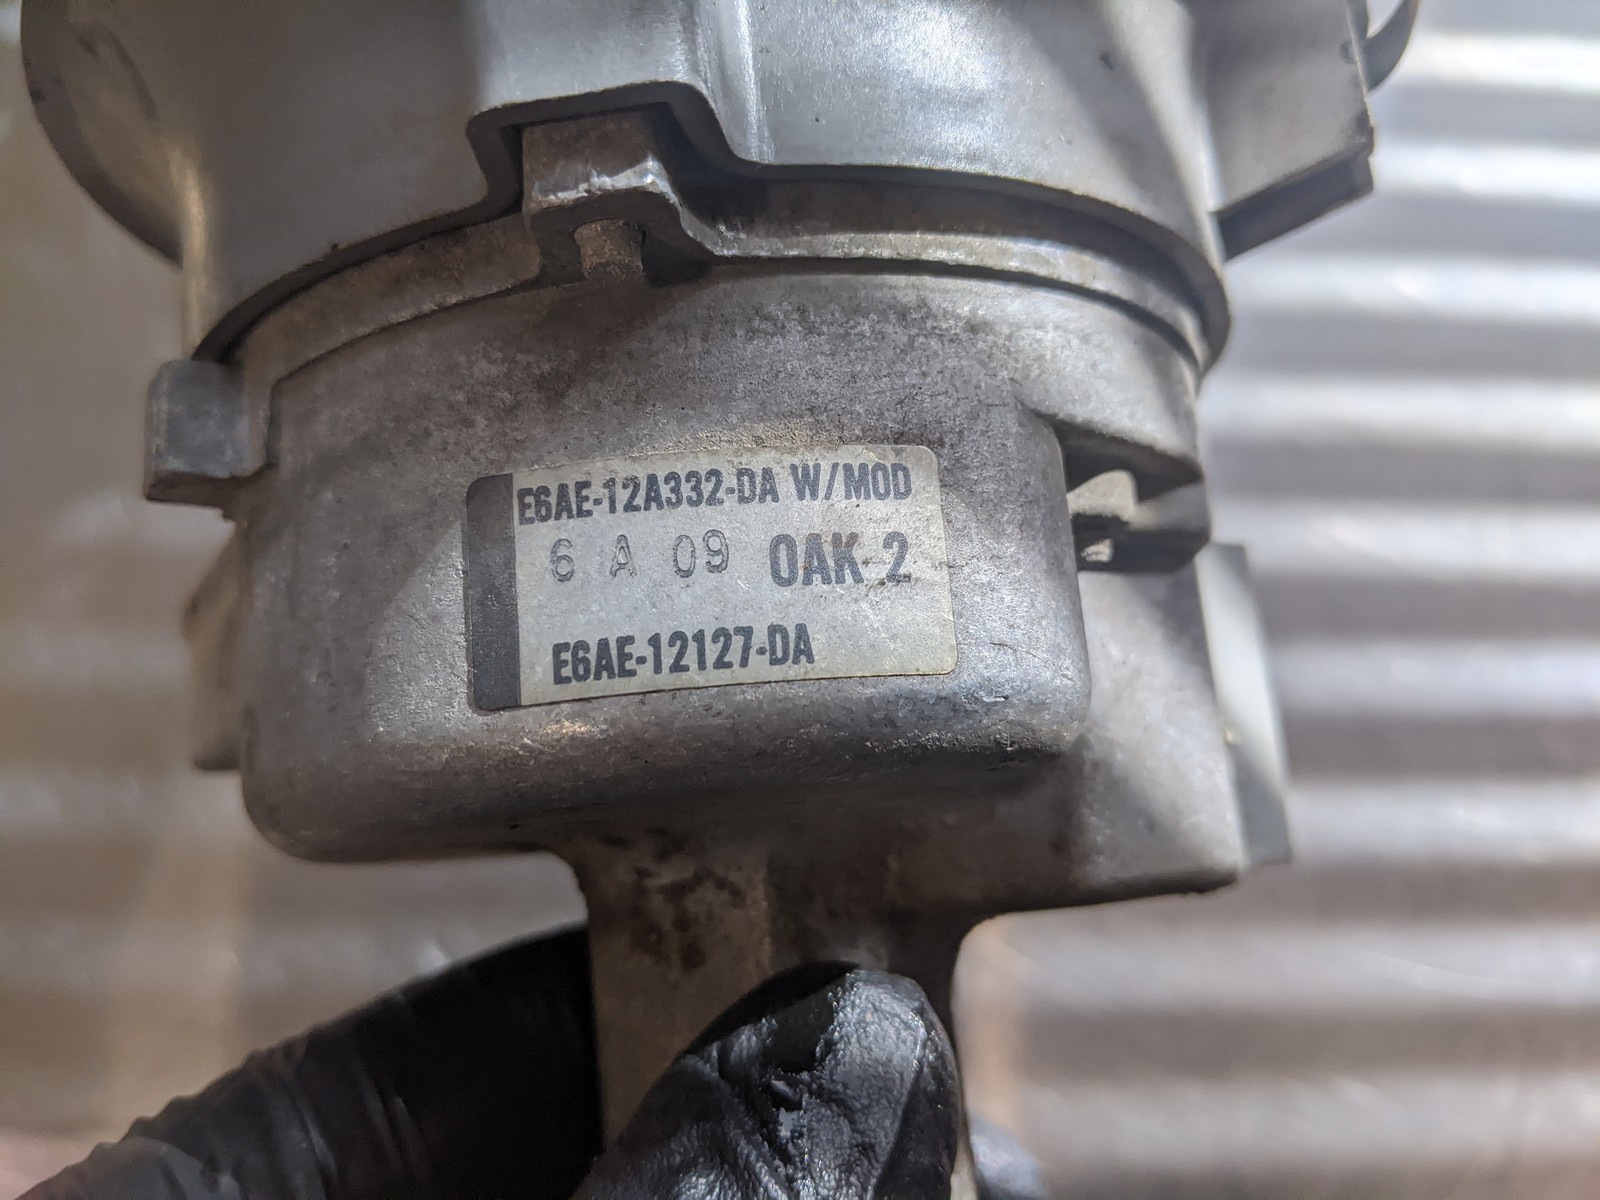 E6AE-12A332-DA W/MOD
6 A 09 OAK-2
E6AE-12127-DA